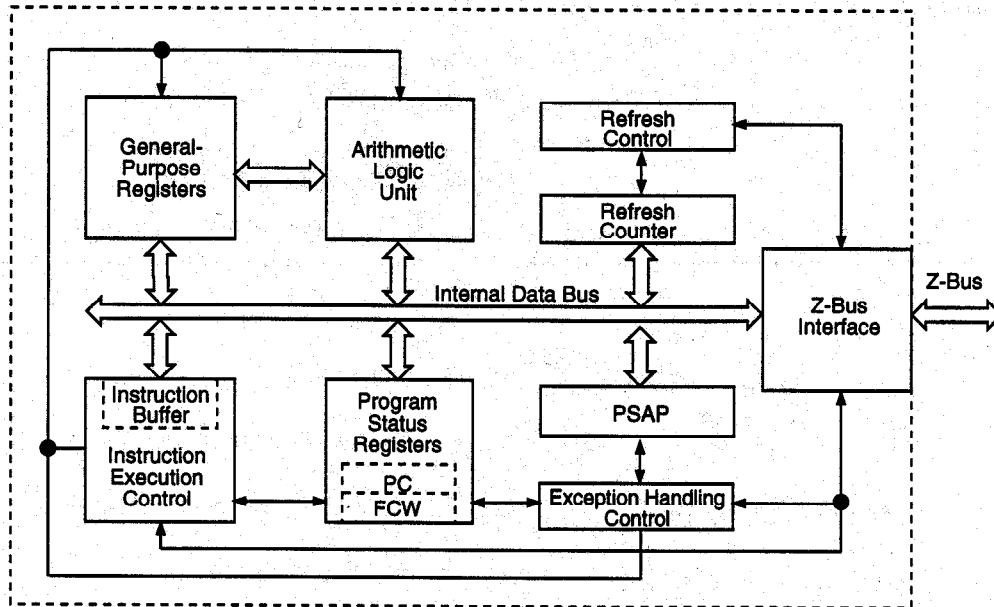 General-
Purpose
Registers
Arithmetic
Logic
Unit
Refresh
Control
Refresh
Counter
Internal Data Bus
Z-Bus
Interface
Z-Bus
Instruction
Buffer
Instruction
Execution
Control
Program
Status
Registers
PC
FCW
PSAP
Exception Handling
Control